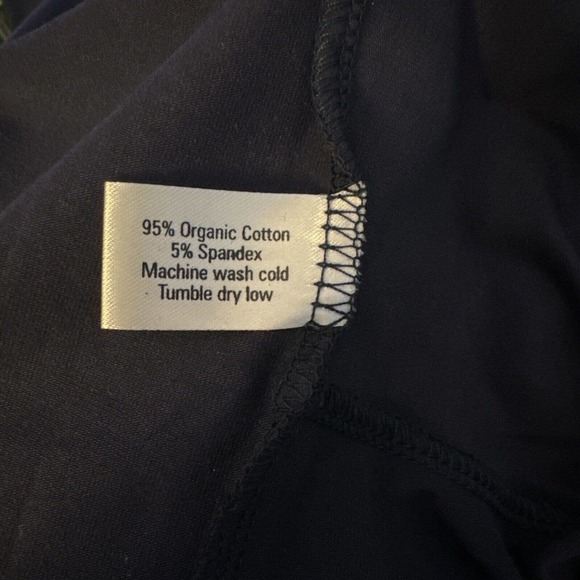 95% Organic Cotton
5% Spandex
Machine wash cold
Tumble dry low